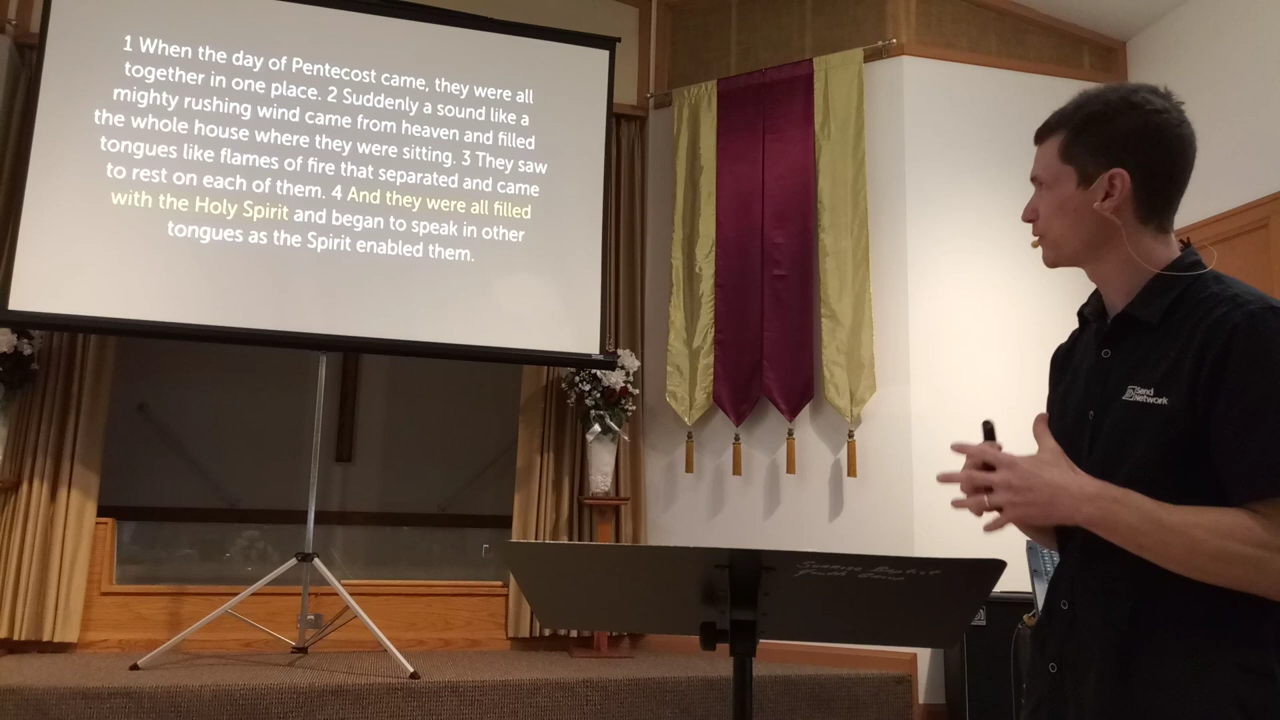 1 When the day of Pentecost came, they were all
together in one place. 2 Suddenly a sound like a
mighty rushing wind came from heaven and filled
the whole house where they were sitting. 3 They saw
tongues like flames of fire that separated and came
to rest on each of them. 4 And they were all filled
with the Holy Spirit and began to speak in other
tongues as the Spirit enabled them.
Send
Network
Sunrise Baptist
Youth